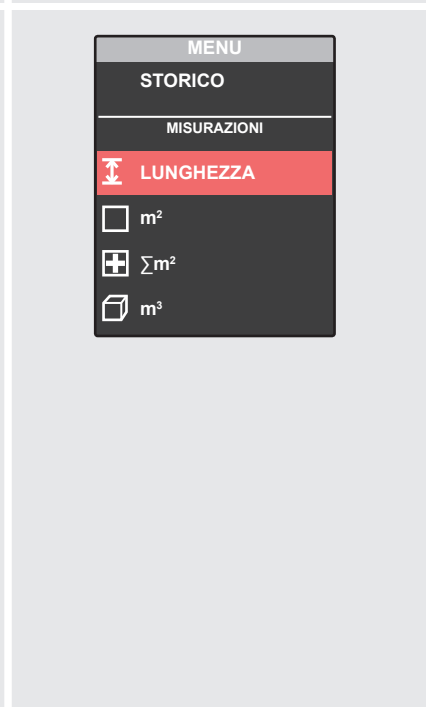 MENU
STORICO
MISURAZIONI
LUNGHEZZA
m²
∑m²
m³